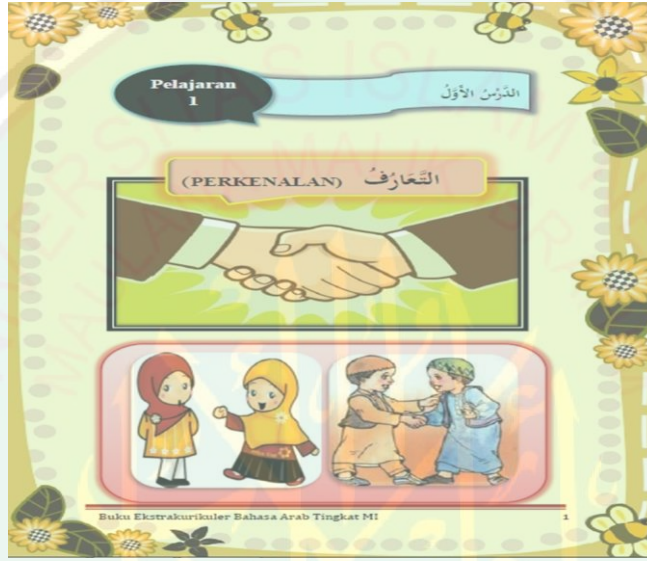 Pelajaran
1
الدَّرْسُ الأَوَّلُ
(PERKENALAN) التَّعَارُفُ
Buku Ekstrakurikuler Bahasa Arab Tingkat MI 1